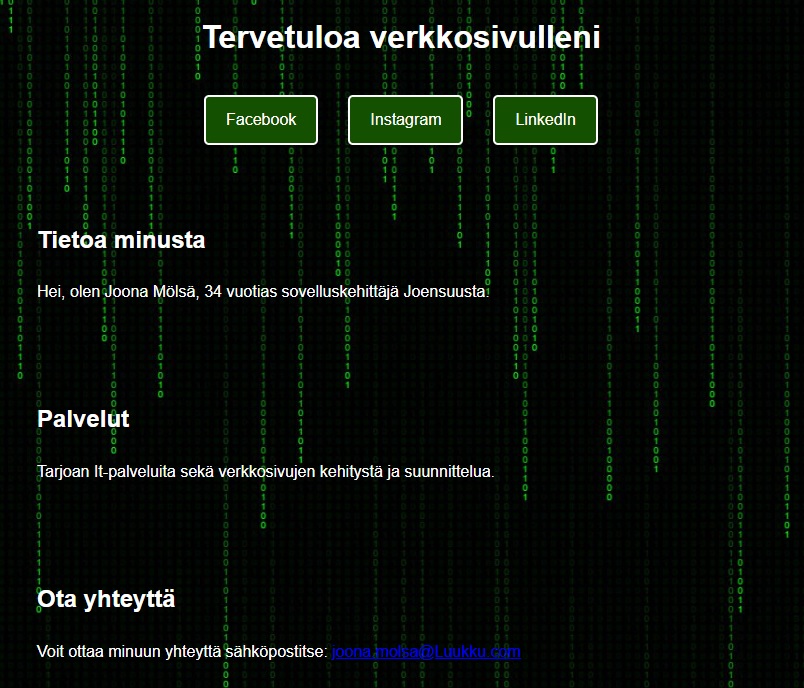 Tervetuloa verkkosivulleni
Facebook Instagram LinkedIn
Tietoa minusta
Hei, olen Joona Mölsä, 34 vuotias sovelluskehittäjä Joensuusta.
Palvelut
Tarjoan It-palveluita sekä verkkosivujen kehitystä ja suunnittelua.
Ota yhteyttä
Voit ottaa minuun yhteyttä sähköpostitse: joona.molsa@Luukku.com